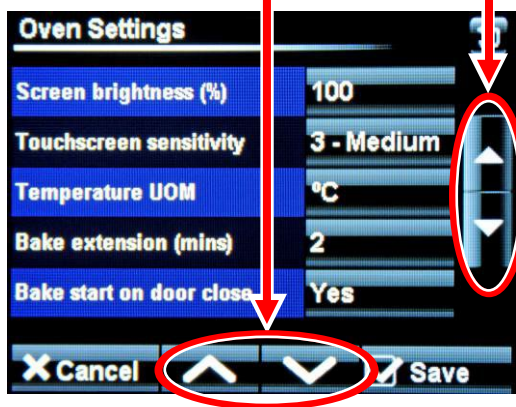 Oven Settings
Screen brightness (%) 100
Touchscreen sensitivity 3 - Medium
Temperature UOM ºC
Bake extension (mins) 2
Bake start on door close Yes
Cancel Save